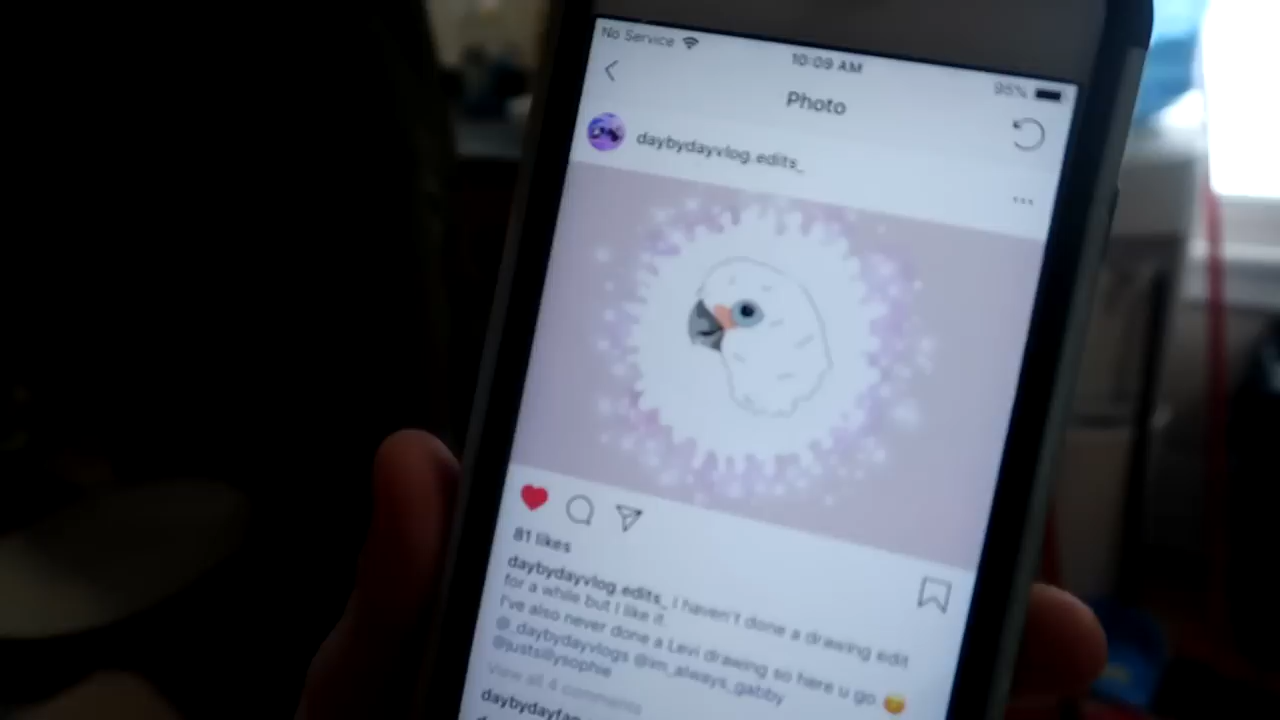 No Service
10:09 AM
95%
Photo
daybydayvlog.edits_
81 likes
daybydayvlog.edits_ I haven't done a drawing edit
for a while but I like it.
I've also never done a Levi drawing so here u go 😊
@_daybydayvlogs @im_always_gabby
@justsillysophie
View all 4 comments